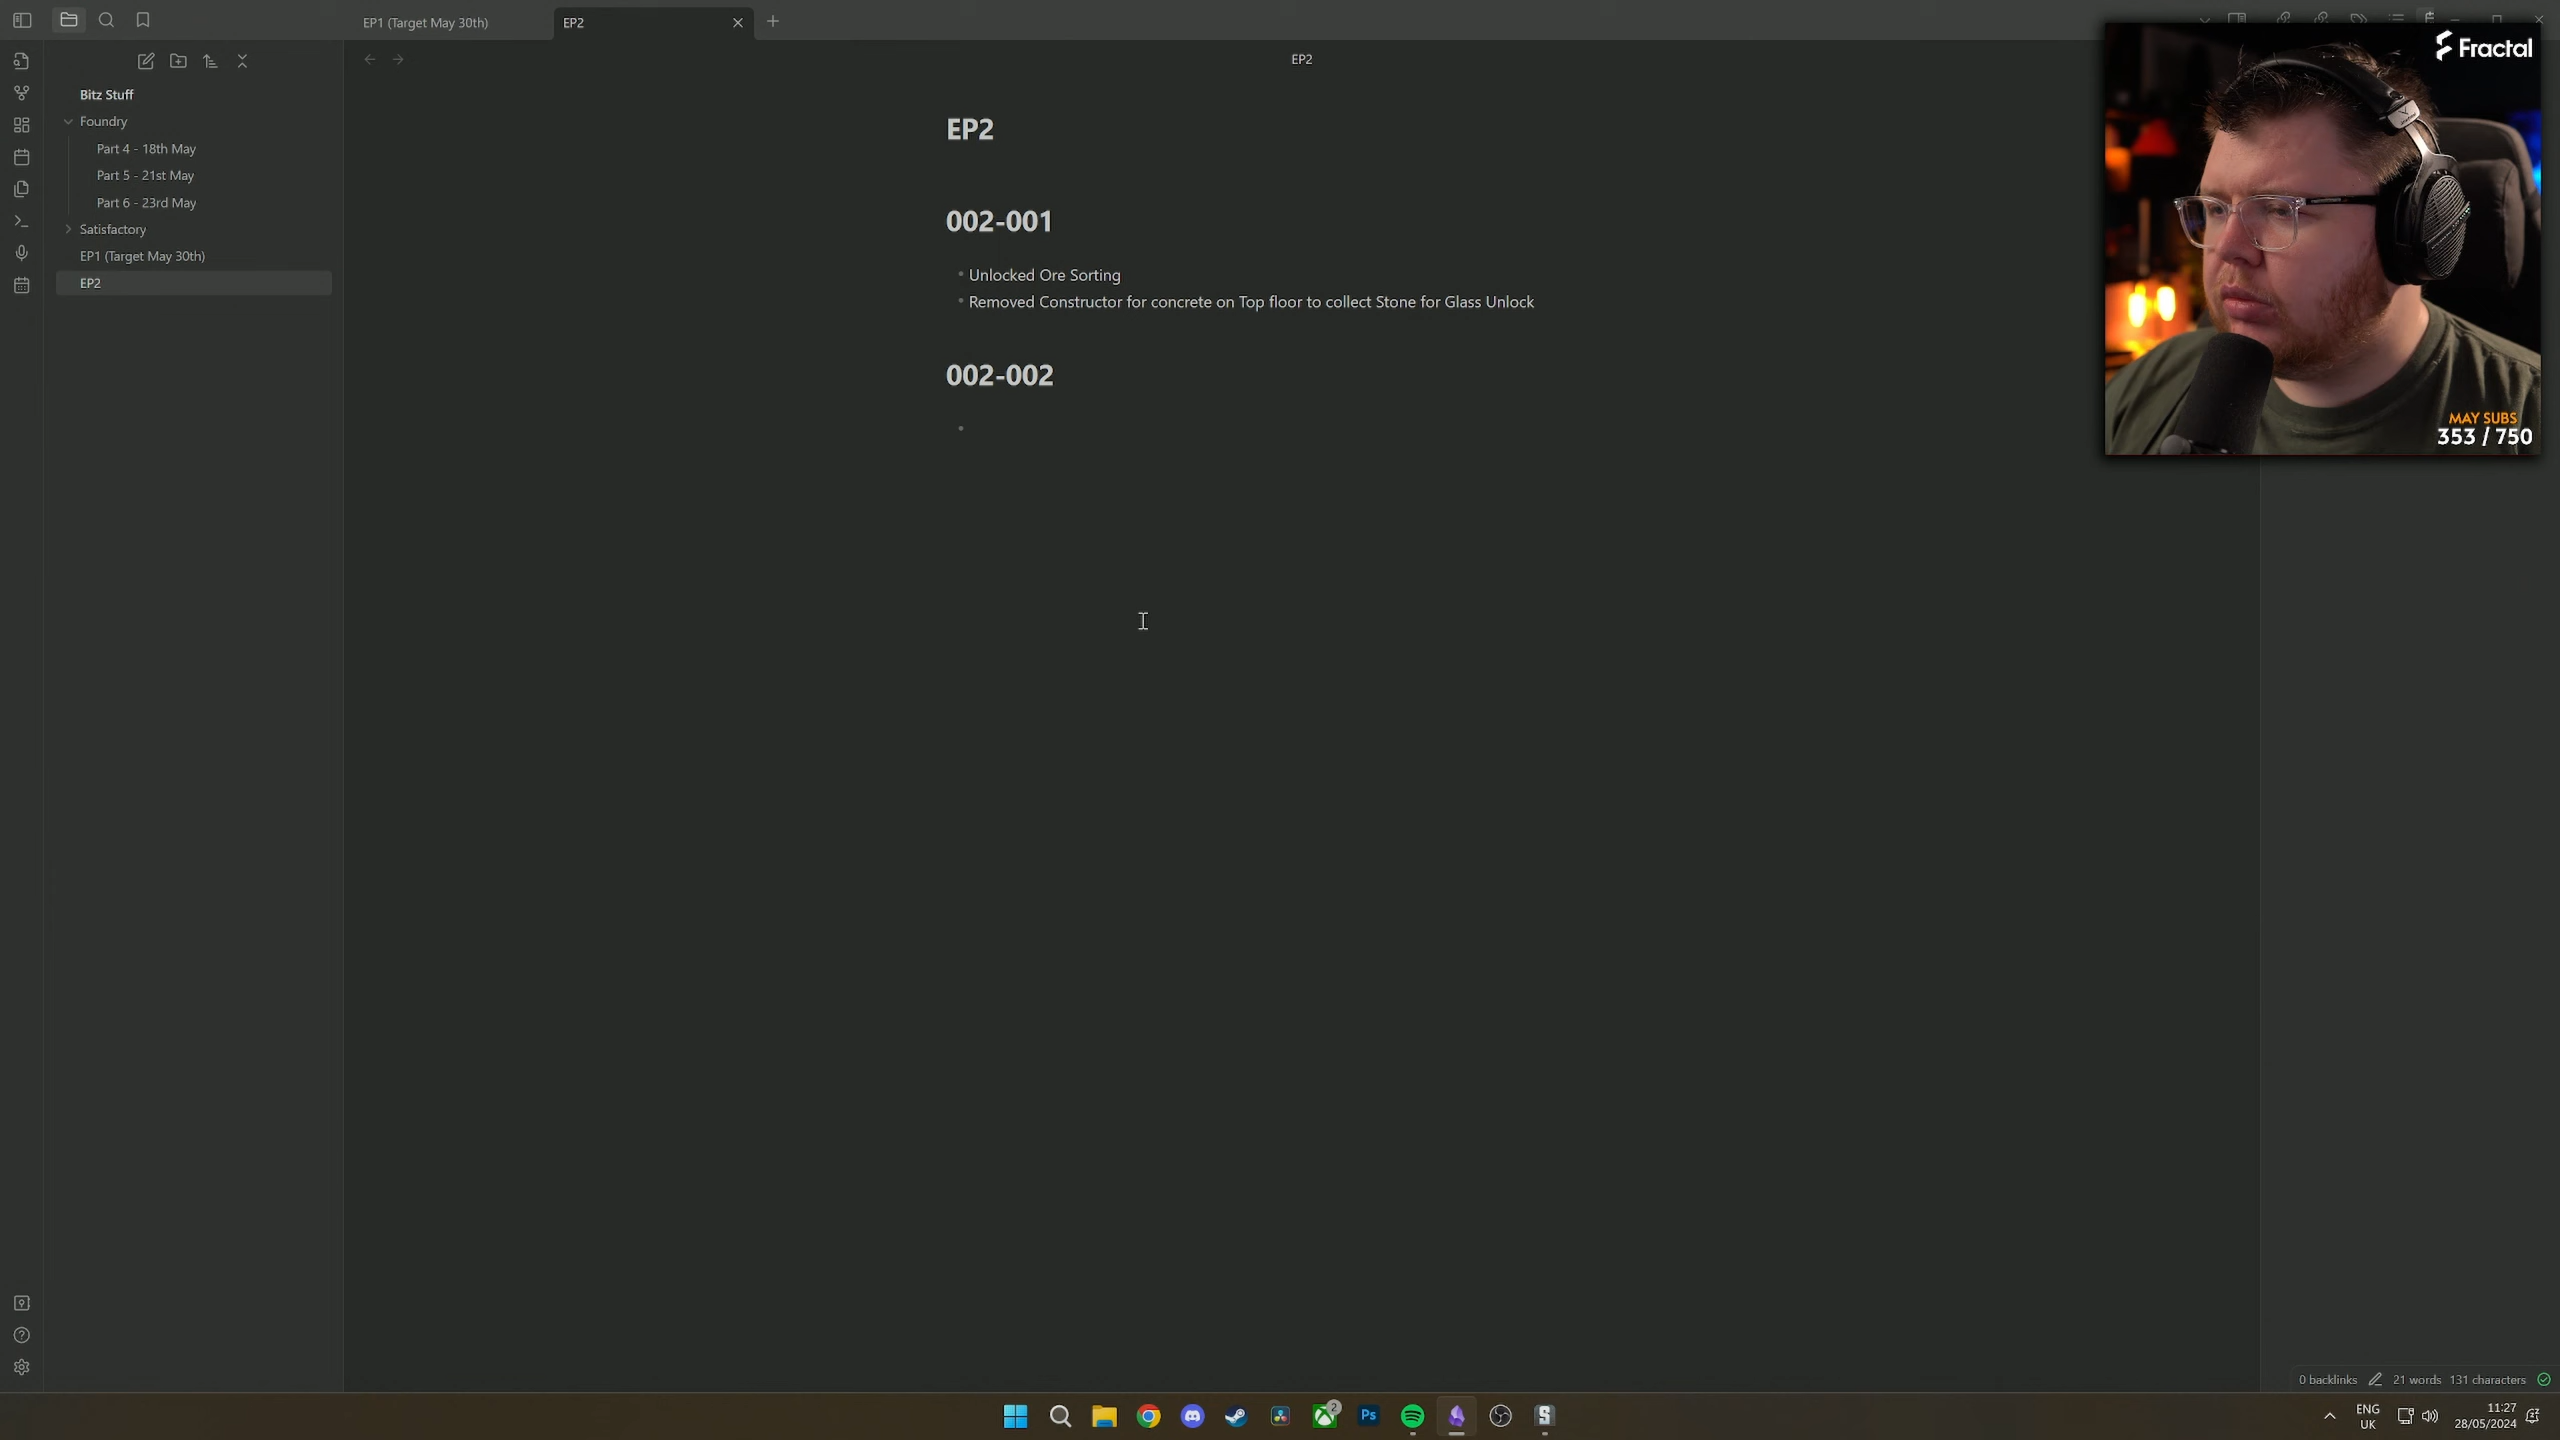 EP1 (Target May 30th)
EP2
EP2
Bitz Stuff
Foundry
Part 4 - 18th May
Part 5 - 21st May
Part 6 - 23rd May
Satisfactory
EP1 (Target May 30th)
EP2
EP2
002-001
Unlocked Ore Sorting
Removed Constructor for concrete on Top floor to collect Stone for Glass Unlock
002-002
Fractal
MAY SUBS
353 / 750
0 backlinks 21 words 131 characters
Ps
2
ENG
UK
11:27
28/05/2024